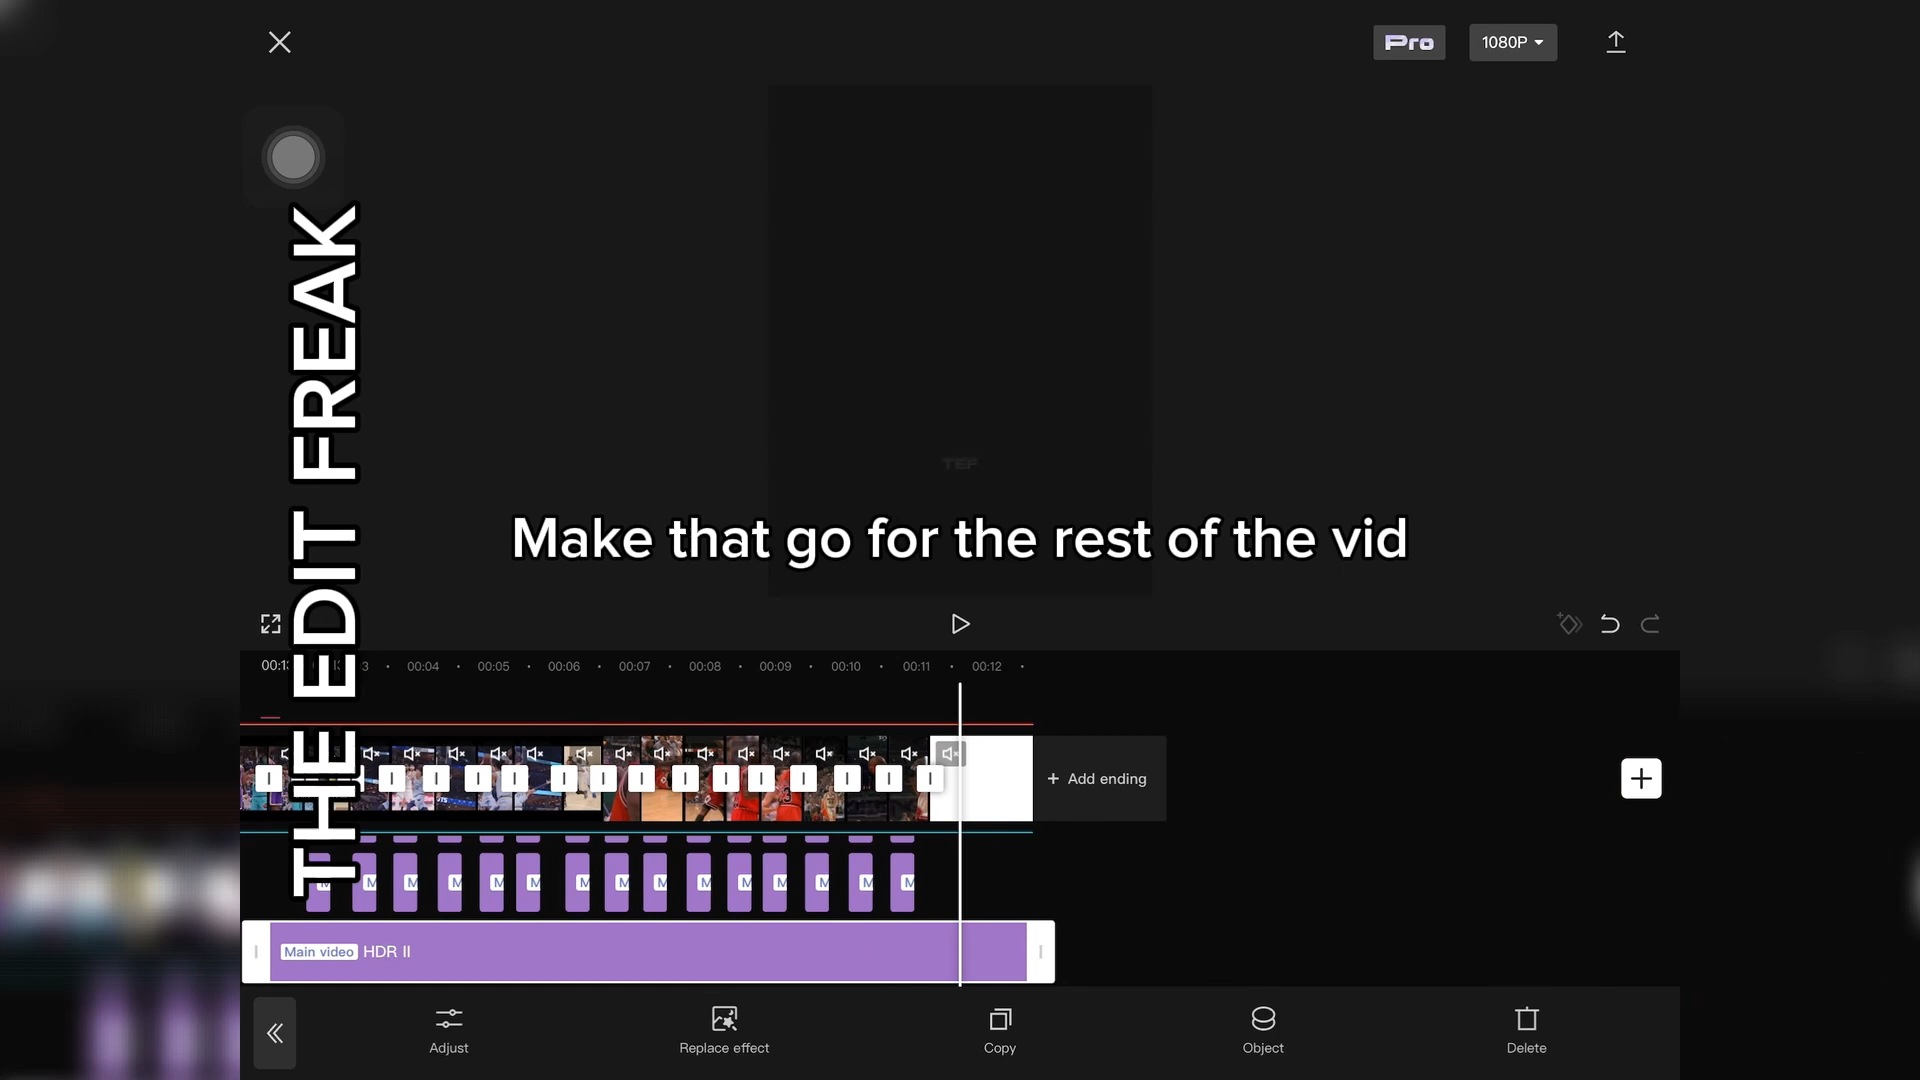 Pro
1080P
THE EDIT FREAK
TEF
Make that go for the rest of the vid
00:04 00:05 00:06 00:07 00:08 00:09 00:10 00:11 00:12
+ Add ending
M M M M M M M M M M M M M M
Main video HDR II
Adjust
Replace effect
Copy
Object
Delete